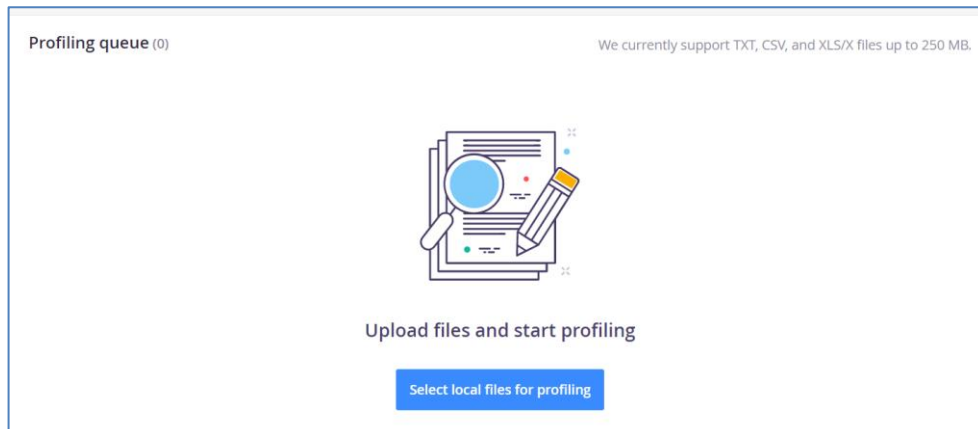 Profiling queue (0)
We currently support TXT, CSV, and XLS/X files up to 250 MB.
Upload files and start profiling
Select local files for profiling